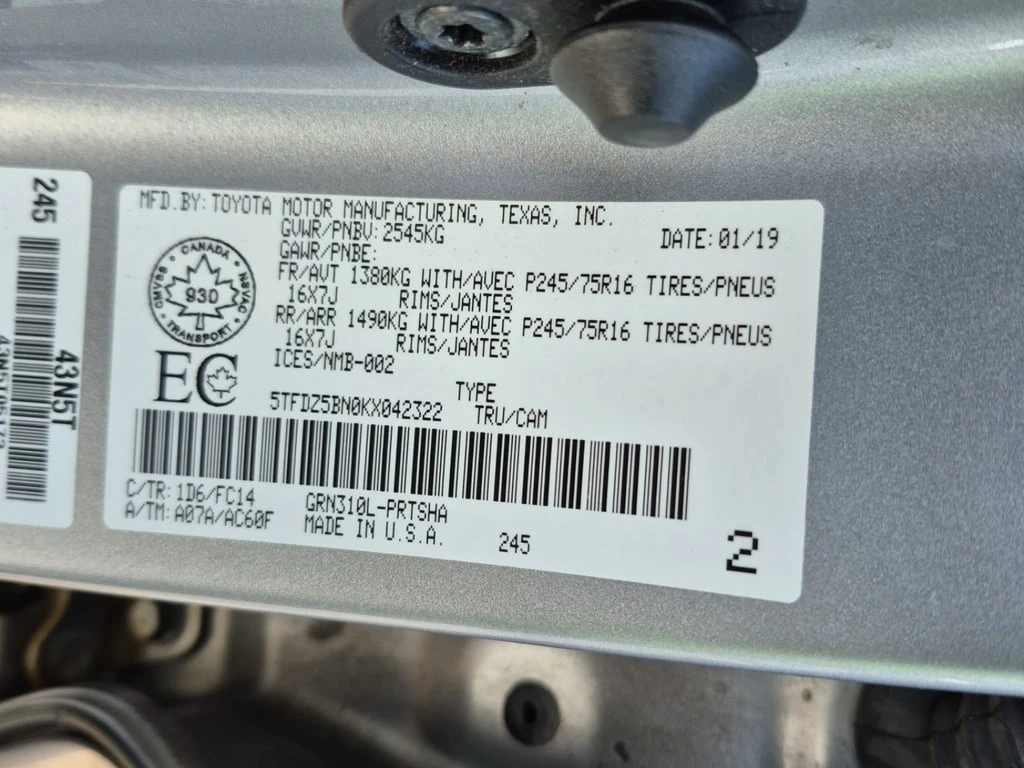 245
43N5T
MFD.BY: TOYOTA MOTOR MANUFACTURING, TEXAS, INC.
GVWR/PNBV: 2545KG
DATE: 01/19
GAWR/PNBE:
FR/AVT 1380KG WITH/AVEC P245/75R16 TIRES/PNEUS
16X7J RIMS/JANTES
RR/ARR 1490KG WITH/AVEC P245/75R16 TIRES/PNEUS
16X7J RIMS/JANTES
ICES/NMB-002
CANADA
CMVSS
NSVAC
930
TRANSPORT
EC
TYPE
5TFDZ5BN0KX042322 TRU/CAM
C/TR: 1D6/FC14
A/TM: A07A/AC60F
GRN310L-PRTSHA
MADE IN U.S.A.
245
2